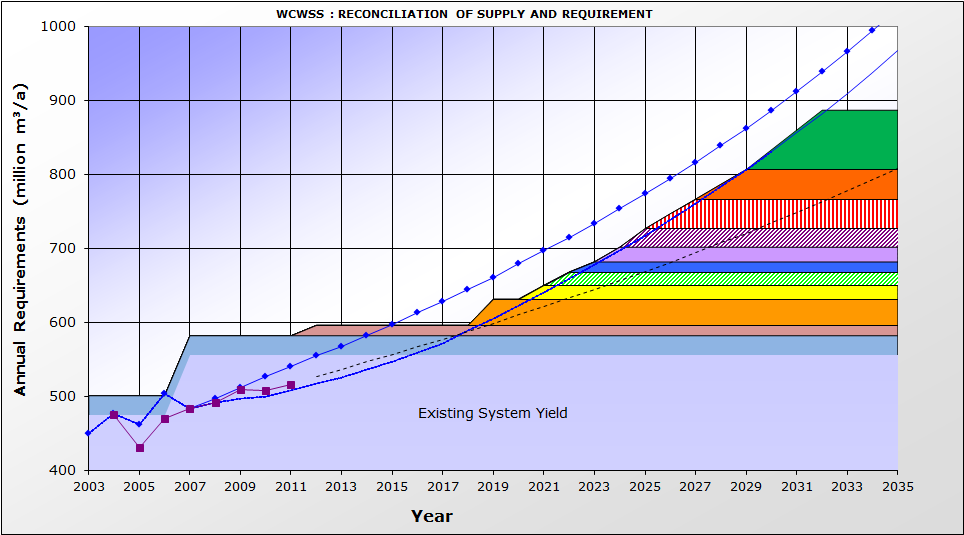 WCWSS : RECONCILIATION OF SUPPLY AND REQUIREMENT
Annual Requirements (million m³/a)
1000
900
800
700
600
500
400
Existing System Yield
2003 2005 2007 2009 2011 2013 2015 2017 2019 2021 2023 2025 2027 2029 2031 2033 2035
Year